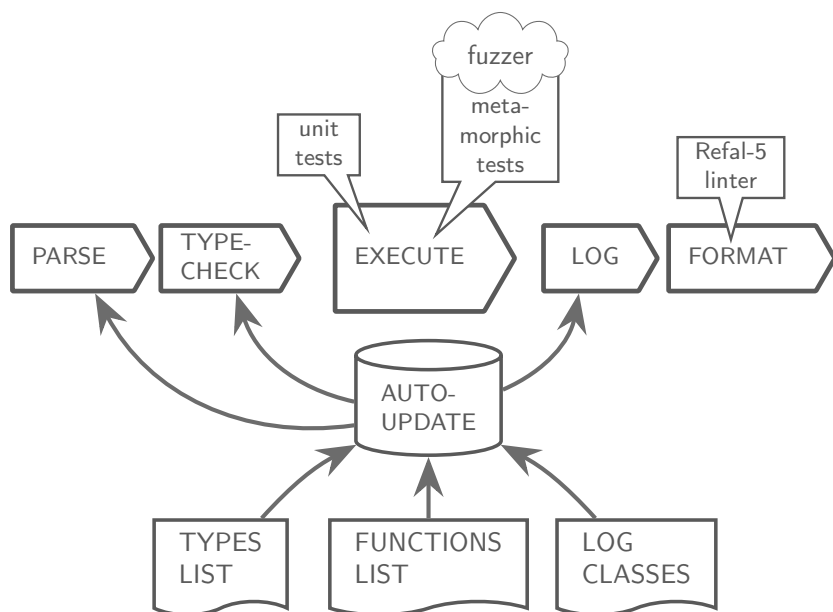 fuzzer
meta-
morphic
tests
unit
tests
Refal-5
linter
PARSE
TYPE-
CHECK
EXECUTE
LOG
FORMAT
AUTO-
UPDATE
TYPES
LIST
FUNCTIONS
LIST
LOG
CLASSES